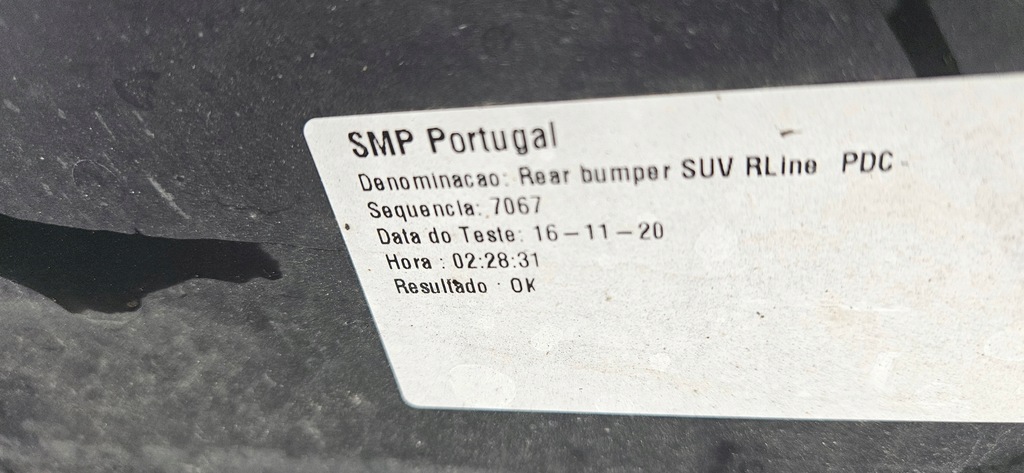 SMP Portugal
Denominacao: Rear bumper SUV RLine PDC
Sequencia: 7067
Data do Teste: 16-11-20
Hora : 02:28:31
Resultado : OK